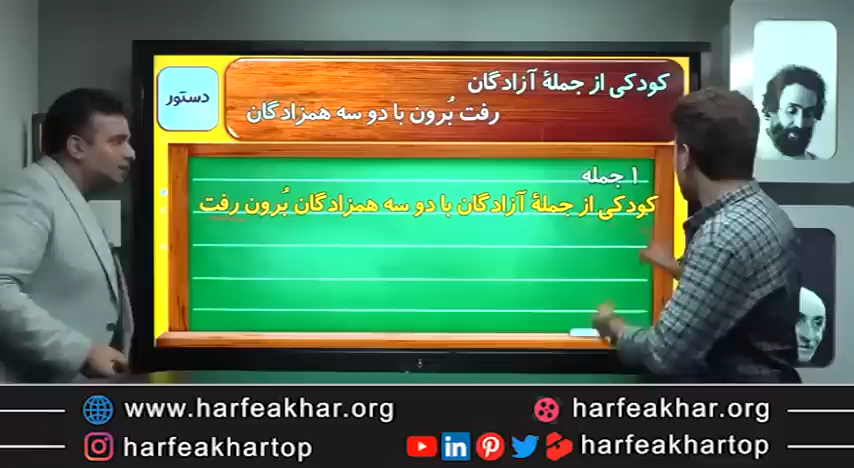 کودکی از جملهٔ آزادگان
رفت بُرون با دو سه همزادگان
دستور
۱ جمله
کودکی از جملهٔ آزادگان با دو سه همزادگان بُرون رفت
www.harfeakhar.org
harfeakhar.org
harfeakhartop
harfeakhartop